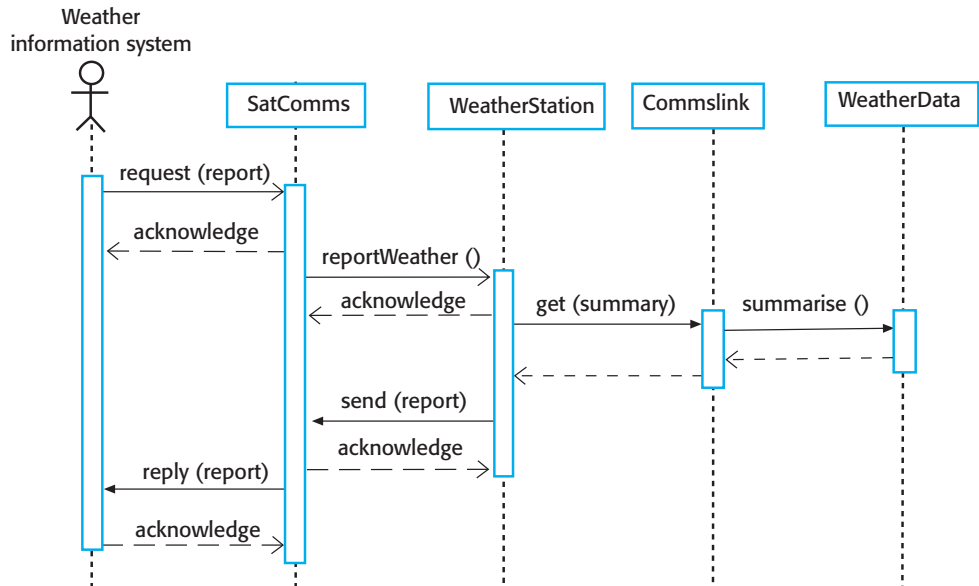 Weather
information system
SatComms
WeatherStation
Commslink
WeatherData
request (report)
acknowledge
reportWeather ()
acknowledge
get (summary)
summarise ()
send (report)
acknowledge
reply (report)
acknowledge